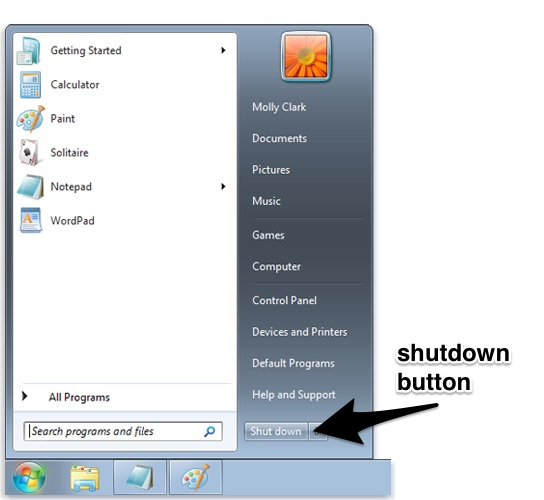 Getting Started
Calculator
Paint
Solitaire
Notepad
WordPad
All Programs
Search programs and files
Molly Clark
Documents
Pictures
Music
Games
Computer
Control Panel
Devices and Printers
Default Programs
Help and Support
Shut down
shutdown
button